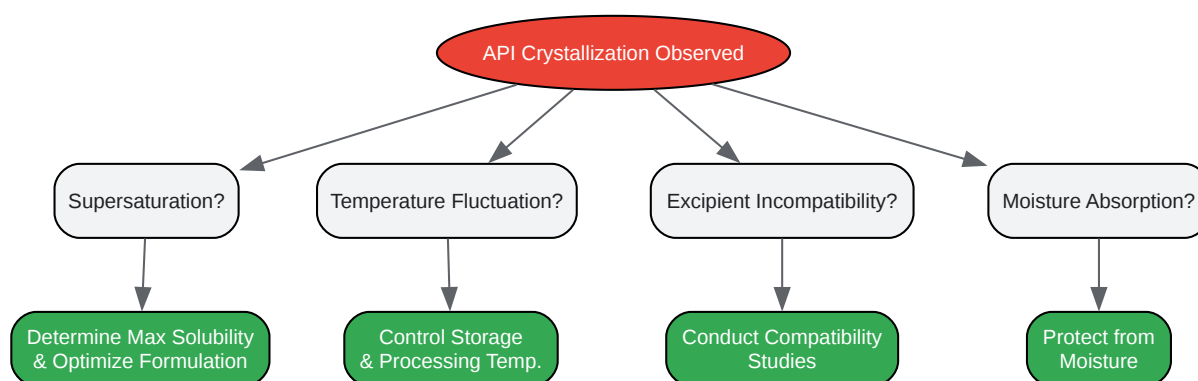 API Crystallization Observed
Supersaturation?
Temperature Fluctuation?
Excipient Incompatibility?
Moisture Absorption?
Determine Max Solubility
& Optimize Formulation
Control Storage
& Processing Temp.
Conduct Compatibility
Studies
Protect from
Moisture